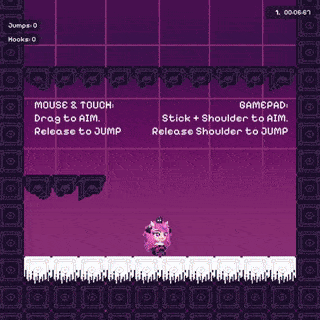 1. 00:06:67
Jumps: 0
Hooks: 0
MOUSE & TOUCH:
Drag to AIM.
Release to JUMP
GAMEPAD:
Stick + Shoulder to AIM.
Release Shoulder to JUMP